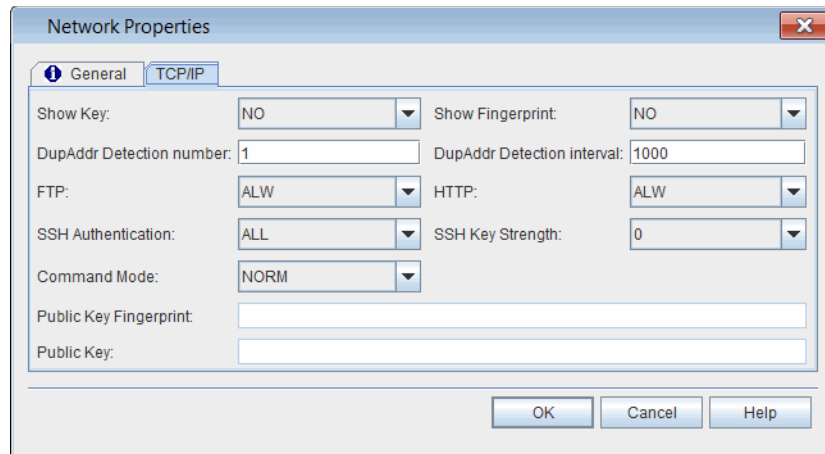 Network Properties
General TCP/IP
Show Key: NO Show Fingerprint: NO
DupAddr Detection number: 1 DupAddr Detection interval: 1000
FTP: ALW HTTP: ALW
SSH Authentication: ALL SSH Key Strength: 0
Command Mode: NORM
Public Key Fingerprint:
Public Key:
OK Cancel Help